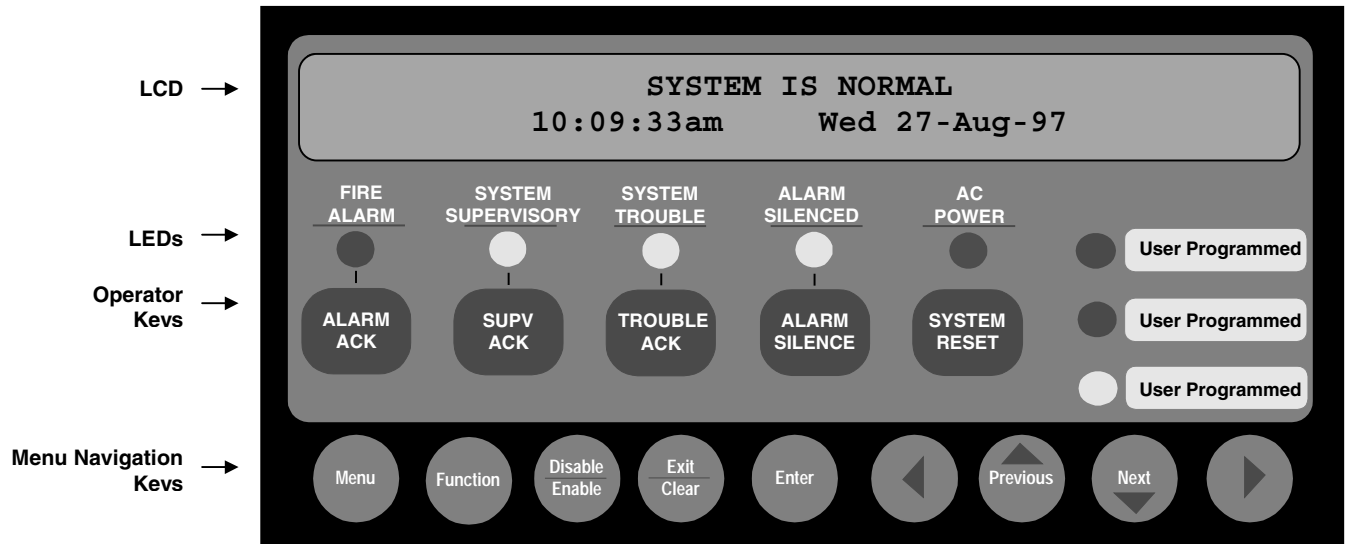 LCD
SYSTEM IS NORMAL
10:09:33am Wed 27-Aug-97
FIRE
ALARM
SYSTEM
SUPERVISORY
SYSTEM
TROUBLE
ALARM
SILENCED
AC
POWER
LEDs
User Programmed
Operator
Keys
ALARM
ACK
SUPV
ACK
TROUBLE
ACK
ALARM
SILENCE
SYSTEM
RESET
User Programmed
User Programmed
Menu Navigation
Keys
Menu
Function
Disable
Enable
Exit
Clear
Enter
Previous
Next